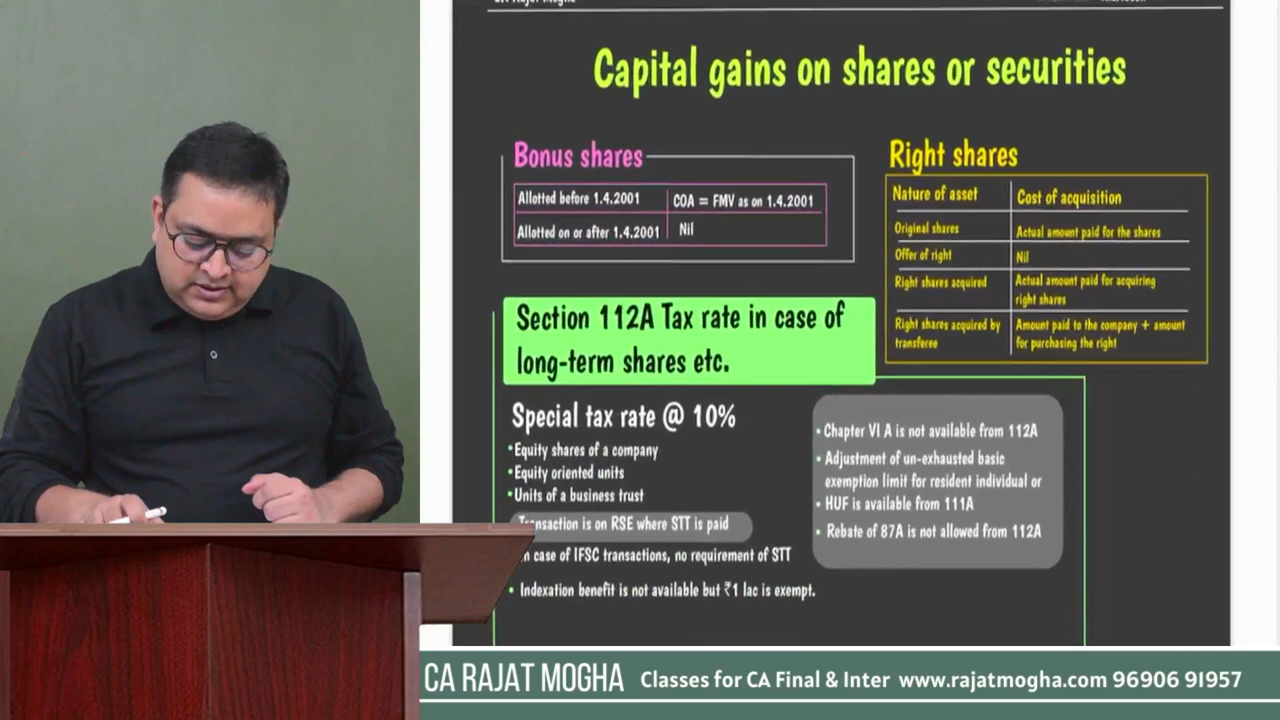 CA Rajat Mogha
Capital gains on shares or securities
Bonus shares
Allotted before 1.4.2001
COA = FMV as on 1.4.2001
Allotted on or after 1.4.2001
Nil
Right shares
Nature of asset
Cost of acquisition
Original shares
Actual amount paid for the shares
Offer of right
Nil
Right shares acquired
Actual amount paid for acquiring
right shares
Right shares acquired by
transferee
Amount paid to the company + amount
for purchasing the right
Section 112A Tax rate in case of
long-term shares etc.
Special tax rate @ 10%
• Equity shares of a company
• Equity oriented units
• Units of a business trust
Transaction is on RSE where STT is paid
n case of IFSC transactions, no requirement of STT
• Indexation benefit is not available but ₹1 lac is exempt.
• Chapter VI A is not available from 112A
• Adjustment of un-exhausted basic
exemption limit for resident individual or
• HUF is available from 111A
• Rebate of 87A is not allowed from 112A
CA RAJAT MOGHA Classes for CA Final & Inter www.rajatmogha.com 96906 91957